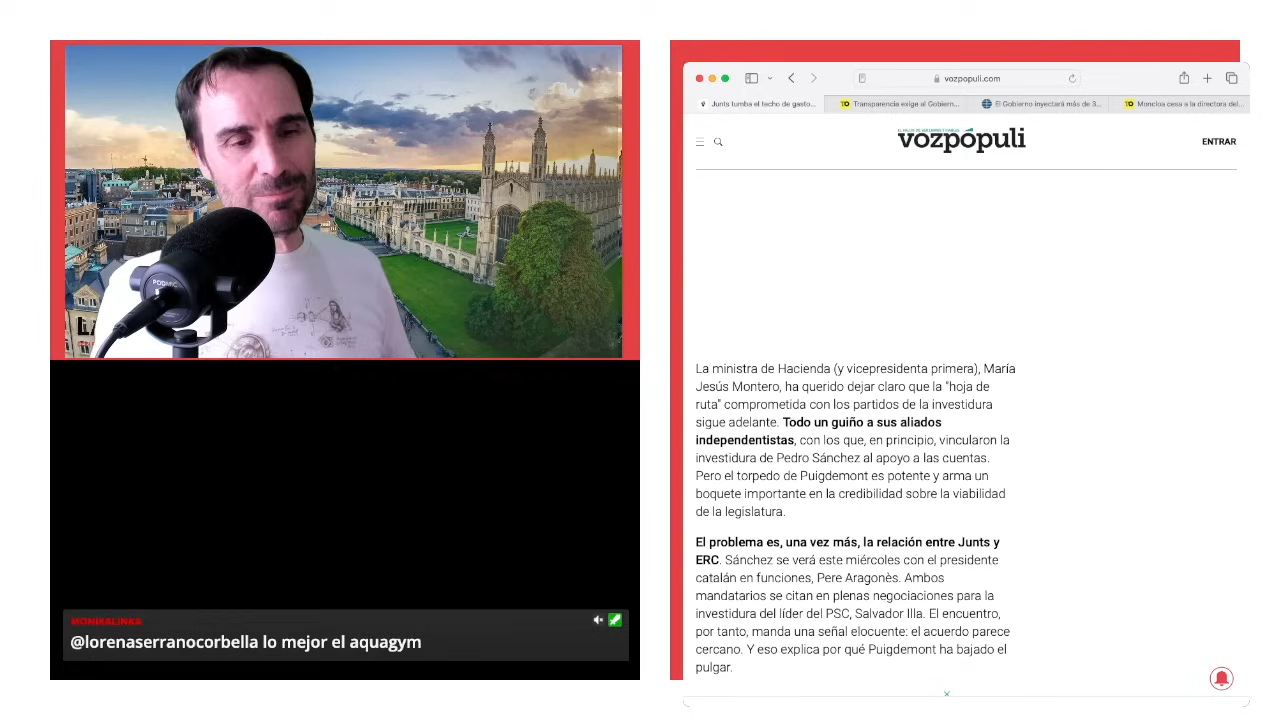 PODMIC
MONIKALINKS
@lorenaserranocorbella lo mejor el aquagym
vozpopuli.com
Junts tumba el techo de gasto...
Transparencia exige al Gobiern...
El Gobierno inyectará más de 3...
Moncloa cesa a la directora del...
vozpópuli
ENTRAR
La ministra de Hacienda (y vicepresidenta primera), María
Jesús Montero, ha querido dejar claro que la "hoja de
ruta" comprometida con los partidos de la investidura
sigue adelante. Todo un guiño a sus aliados
independentistas, con los que, en principio, vincularon la
investidura de Pedro Sánchez al apoyo a las cuentas.
Pero el torpedo de Puigdemont es potente y arma un
boquete importante en la credibilidad sobre la viabilidad
de la legislatura.
El problema es, una vez más, la relación entre Junts y
ERC. Sánchez se verá este miércoles con el presidente
catalán en funciones, Pere Aragonès. Ambos
mandatarios se citan en plenas negociaciones para la
investidura del líder del PSC, Salvador Illa. El encuentro,
por tanto, manda una señal elocuente: el acuerdo parece
cercano. Y eso explica por qué Puigdemont ha bajado el
pulgar.